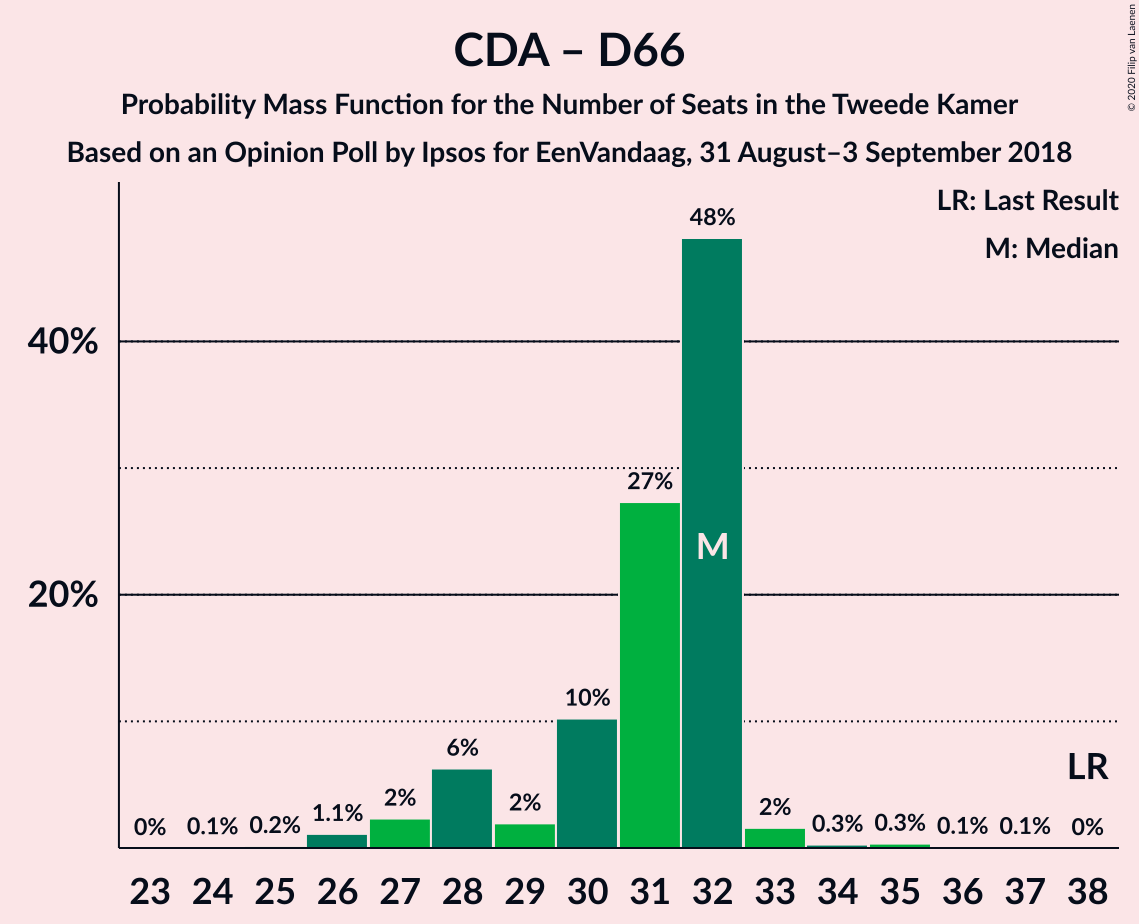 CDA – D66
Probability Mass Function for the Number of Seats in the Tweede Kamer
Based on an Opinion Poll by Ipsos for EenVandaag, 31 August–3 September 2018
© 2020 Filip van Laenen
LR: Last Result
M: Median
48%
40%
27%
M
20%
10%
6%
LR
2%
2%
2%
1.1%
0%
0.1%
0.2%
0.3%
0.3%
0.1%
0.1%
0%
23 24 25 26 27 28 29 30 31 32 33 34 35 36 37 38